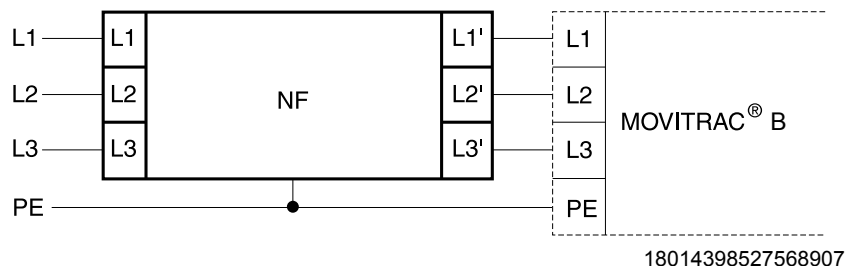 L1 L1 L1' L1
L2 L2 NF L2' L2 MOVITRAC® B
L3 L3 L3' L3
PE PE
18014398527568907